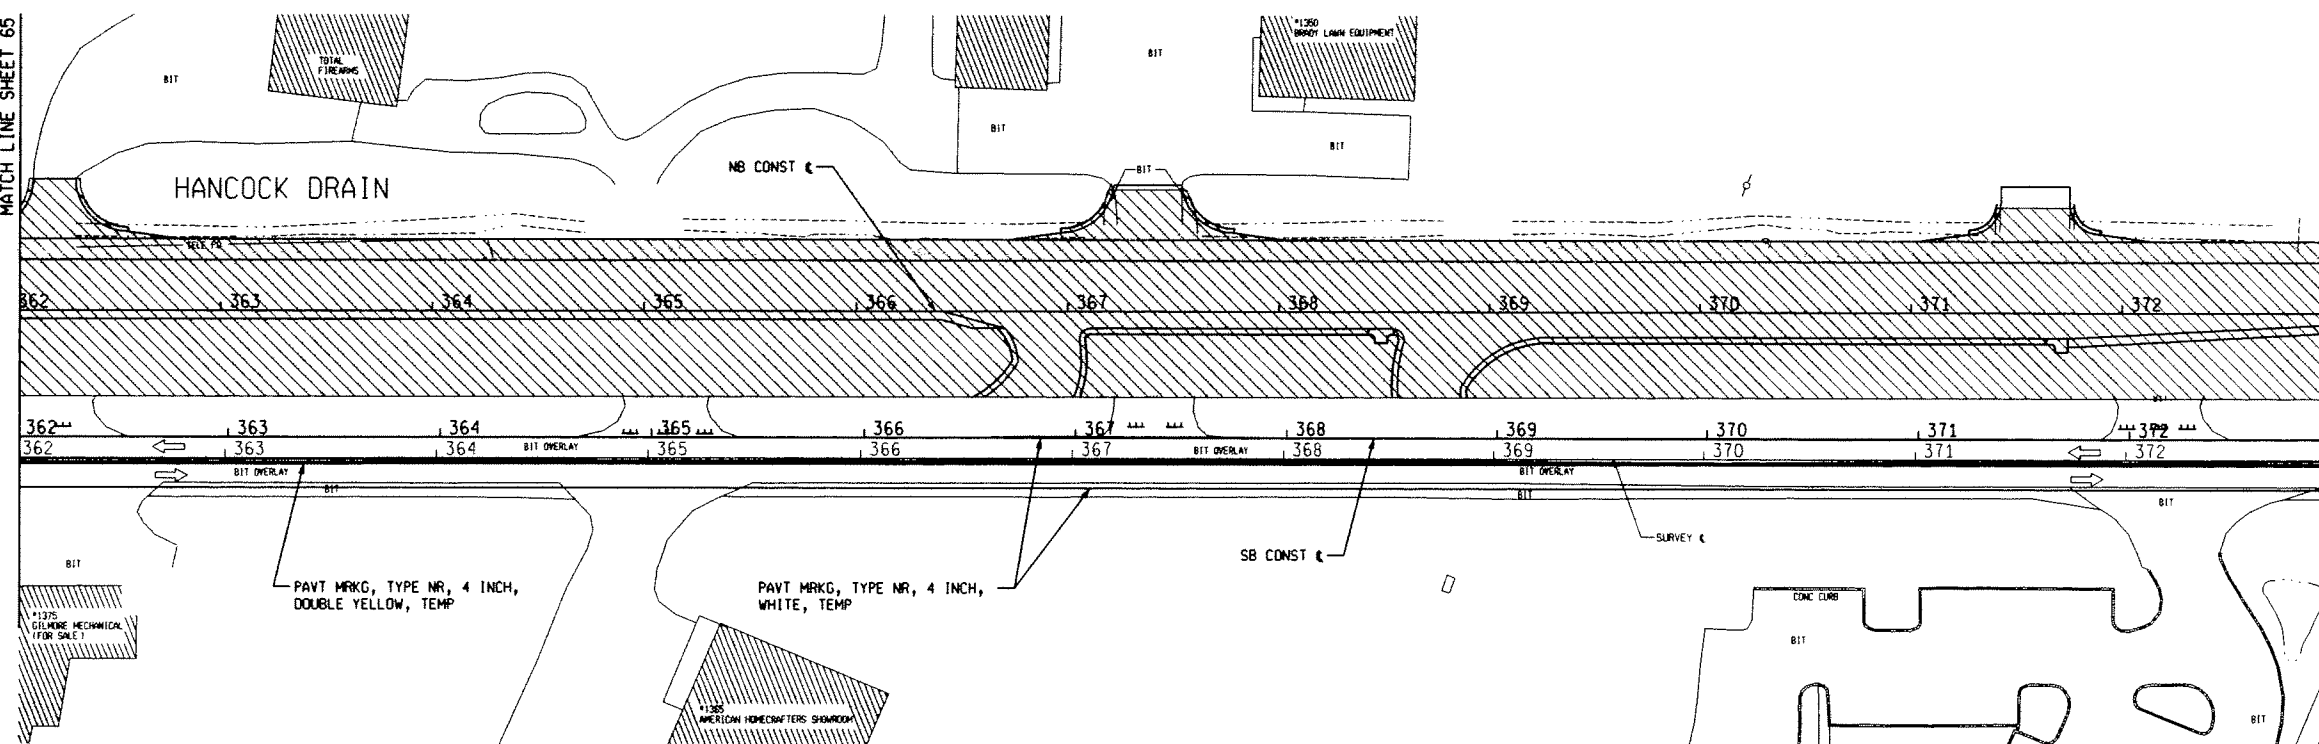 MATCH LINE SHEET 65
BIT
TOTAL
FIREARMS
BIT
*1360
BRADY LAWN EQUIPMENT
BIT
BIT
HANCOCK DRAIN
NB CONST ℄
BIT
TELE PD
362 363 364 365 366 367 368 369 370 371 372
BIT
362 363 364 365 366 367 368 369 370 371 372
362 363 364 365 366 367 368 369 370 371 372
BIT OVERLAY
BIT OVERLAY
BIT OVERLAY
BIT OVERLAY
BIT
BIT
BIT
SURVEY ℄
SB CONST ℄
BIT
PAVT MRKG, TYPE NR, 4 INCH,
DOUBLE YELLOW, TEMP
PAVT MRKG, TYPE NR, 4 INCH,
WHITE, TEMP
*1375
GILMORE MECHANICAL
(FOR SALE)
CONC CURB
BIT
*1365
AMERICAN HOMECRAFTERS SHOWROOM
BIT